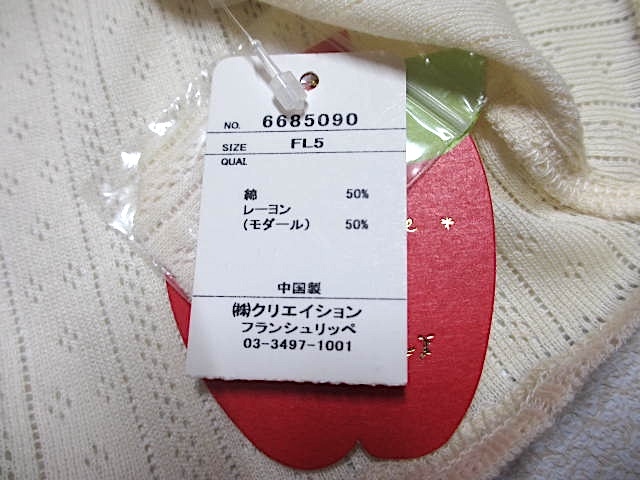 NO. 6685090
SIZE FL5
QUAL
綿 50%
レーヨン
(モダール) 50%
中国製
㈱クリエイション
フランシュリッペ
03-3497-1001